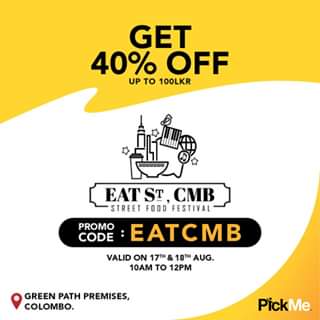 GET
40% OFF
UP TO 100LKR
EAT ST, CMB
STREET FOOD FESTIVAL
PROMO
CODE : EATCMB
VALID ON 17TH & 18TH AUG.
10AM TO 12PM
GREEN PATH PREMISES,
COLOMBO.
PickMe